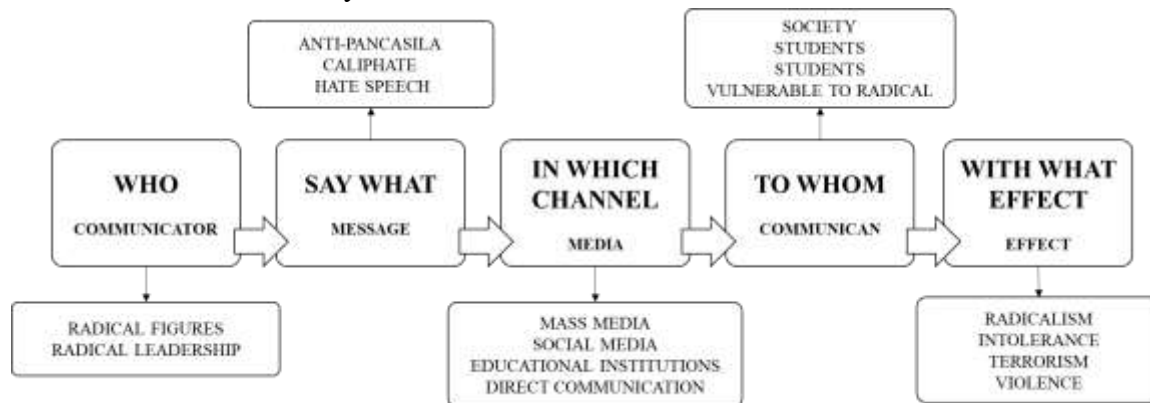 ANTI-PANCASILA
CALIPHATE
HATE SPEECH
SOCIETY
STUDENTS
STUDENTS
VULNERABLE TO RADICAL
WHO
COMMUNICATOR
SAY WHAT
MESSAGE
IN WHICH
CHANNEL
MEDIA
TO WHOM
COMMUNICAN
WITH WHAT
EFFECT
EFFECT
RADICAL FIGURES
RADICAL LEADERSHIP
MASS MEDIA
SOCIAL MEDIA
EDUCATIONAL INSTITUTIONS
DIRECT COMMUNICATION
RADICALISM
INTOLERANCE
TERRORISM
VIOLENCE